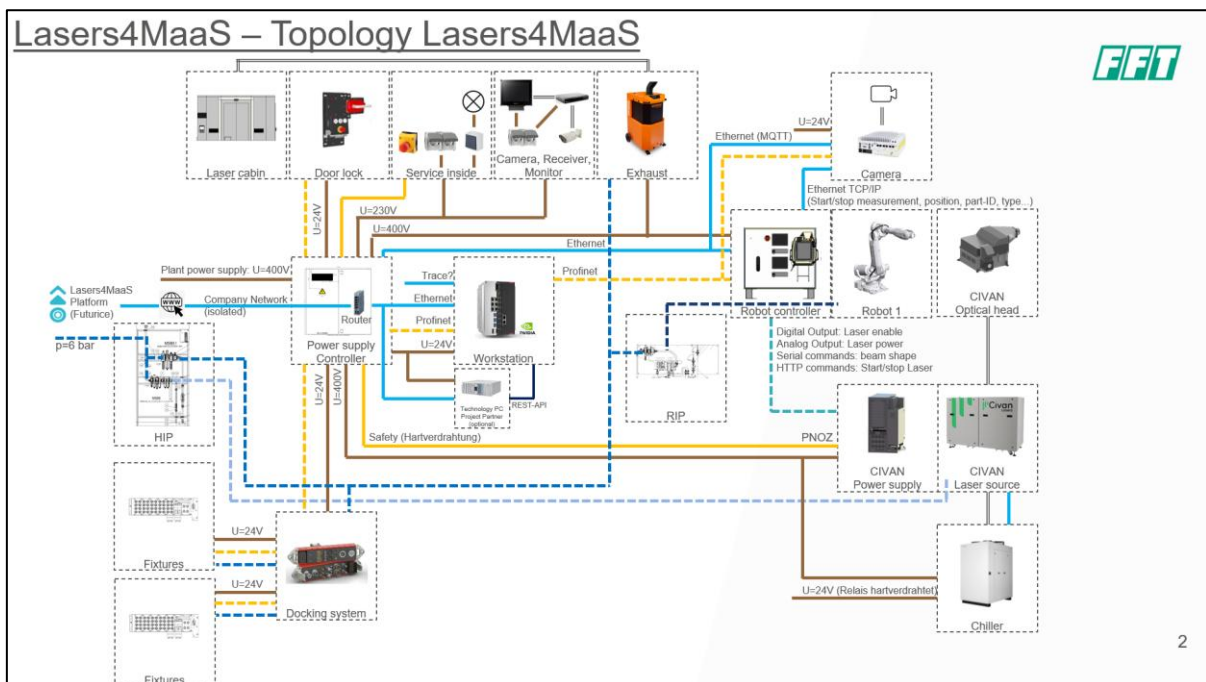 Lasers4MaaS – Topology Lasers4MaaS
FFT
Laser cabin
Door lock
Service inside
Camera, Receiver,
Monitor
Exhaust
U=24V
Ethernet (MQTT)
Camera
Ethernet TCP/IP
(Start/stop measurement, position, part-ID, type...)
U=24V
U=230V
U=400V
Ethernet
Plant power supply: U=400V
Trace?
Profinet
Lasers4MaaS
Platform
(Futurice)
WWW
Company Network
(isolated)
Router
Ethernet
Profinet
U=24V
NVIDIA
Power supply
Controller
Workstation
Robot controller
Robot 1
CIVAN
Optical head
p=6 bar
HIP
Technology PC
Project Partner
(optional)
REST-API
RIP
Digital Output: Laser enable
Analog Output: Laser power
Serial commands: beam shape
HTTP commands: Start/stop Laser
U=24V
U=400V
Safety (Hartverdrahtung)
PNOZ
Civan
CIVAN
Power supply
CIVAN
Laser source
Fixtures
U=24V
U=24V
Docking system
Fixtures
U=24V (Relais hartverdrahtet)
Chiller
2